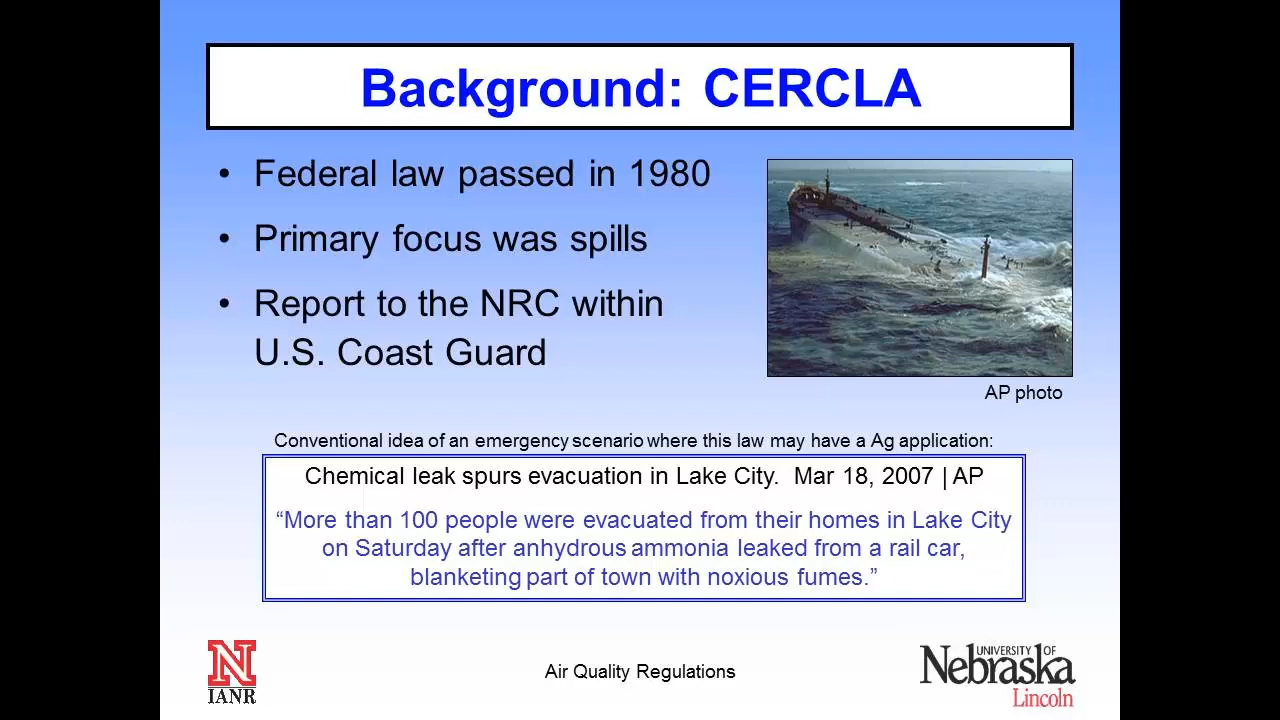 Background: CERCLA
• Federal law passed in 1980
• Primary focus was spills
• Report to the NRC within
U.S. Coast Guard
AP photo
Conventional idea of an emergency scenario where this law may have a Ag application:
Chemical leak spurs evacuation in Lake City.  Mar 18, 2007 | AP
“More than 100 people were evacuated from their homes in Lake City
on Saturday after anhydrous ammonia leaked from a rail car,
blanketing part of town with noxious fumes.”
N
IANR
Air Quality Regulations
UNIVERSITY OF
Nebraska
Lincoln